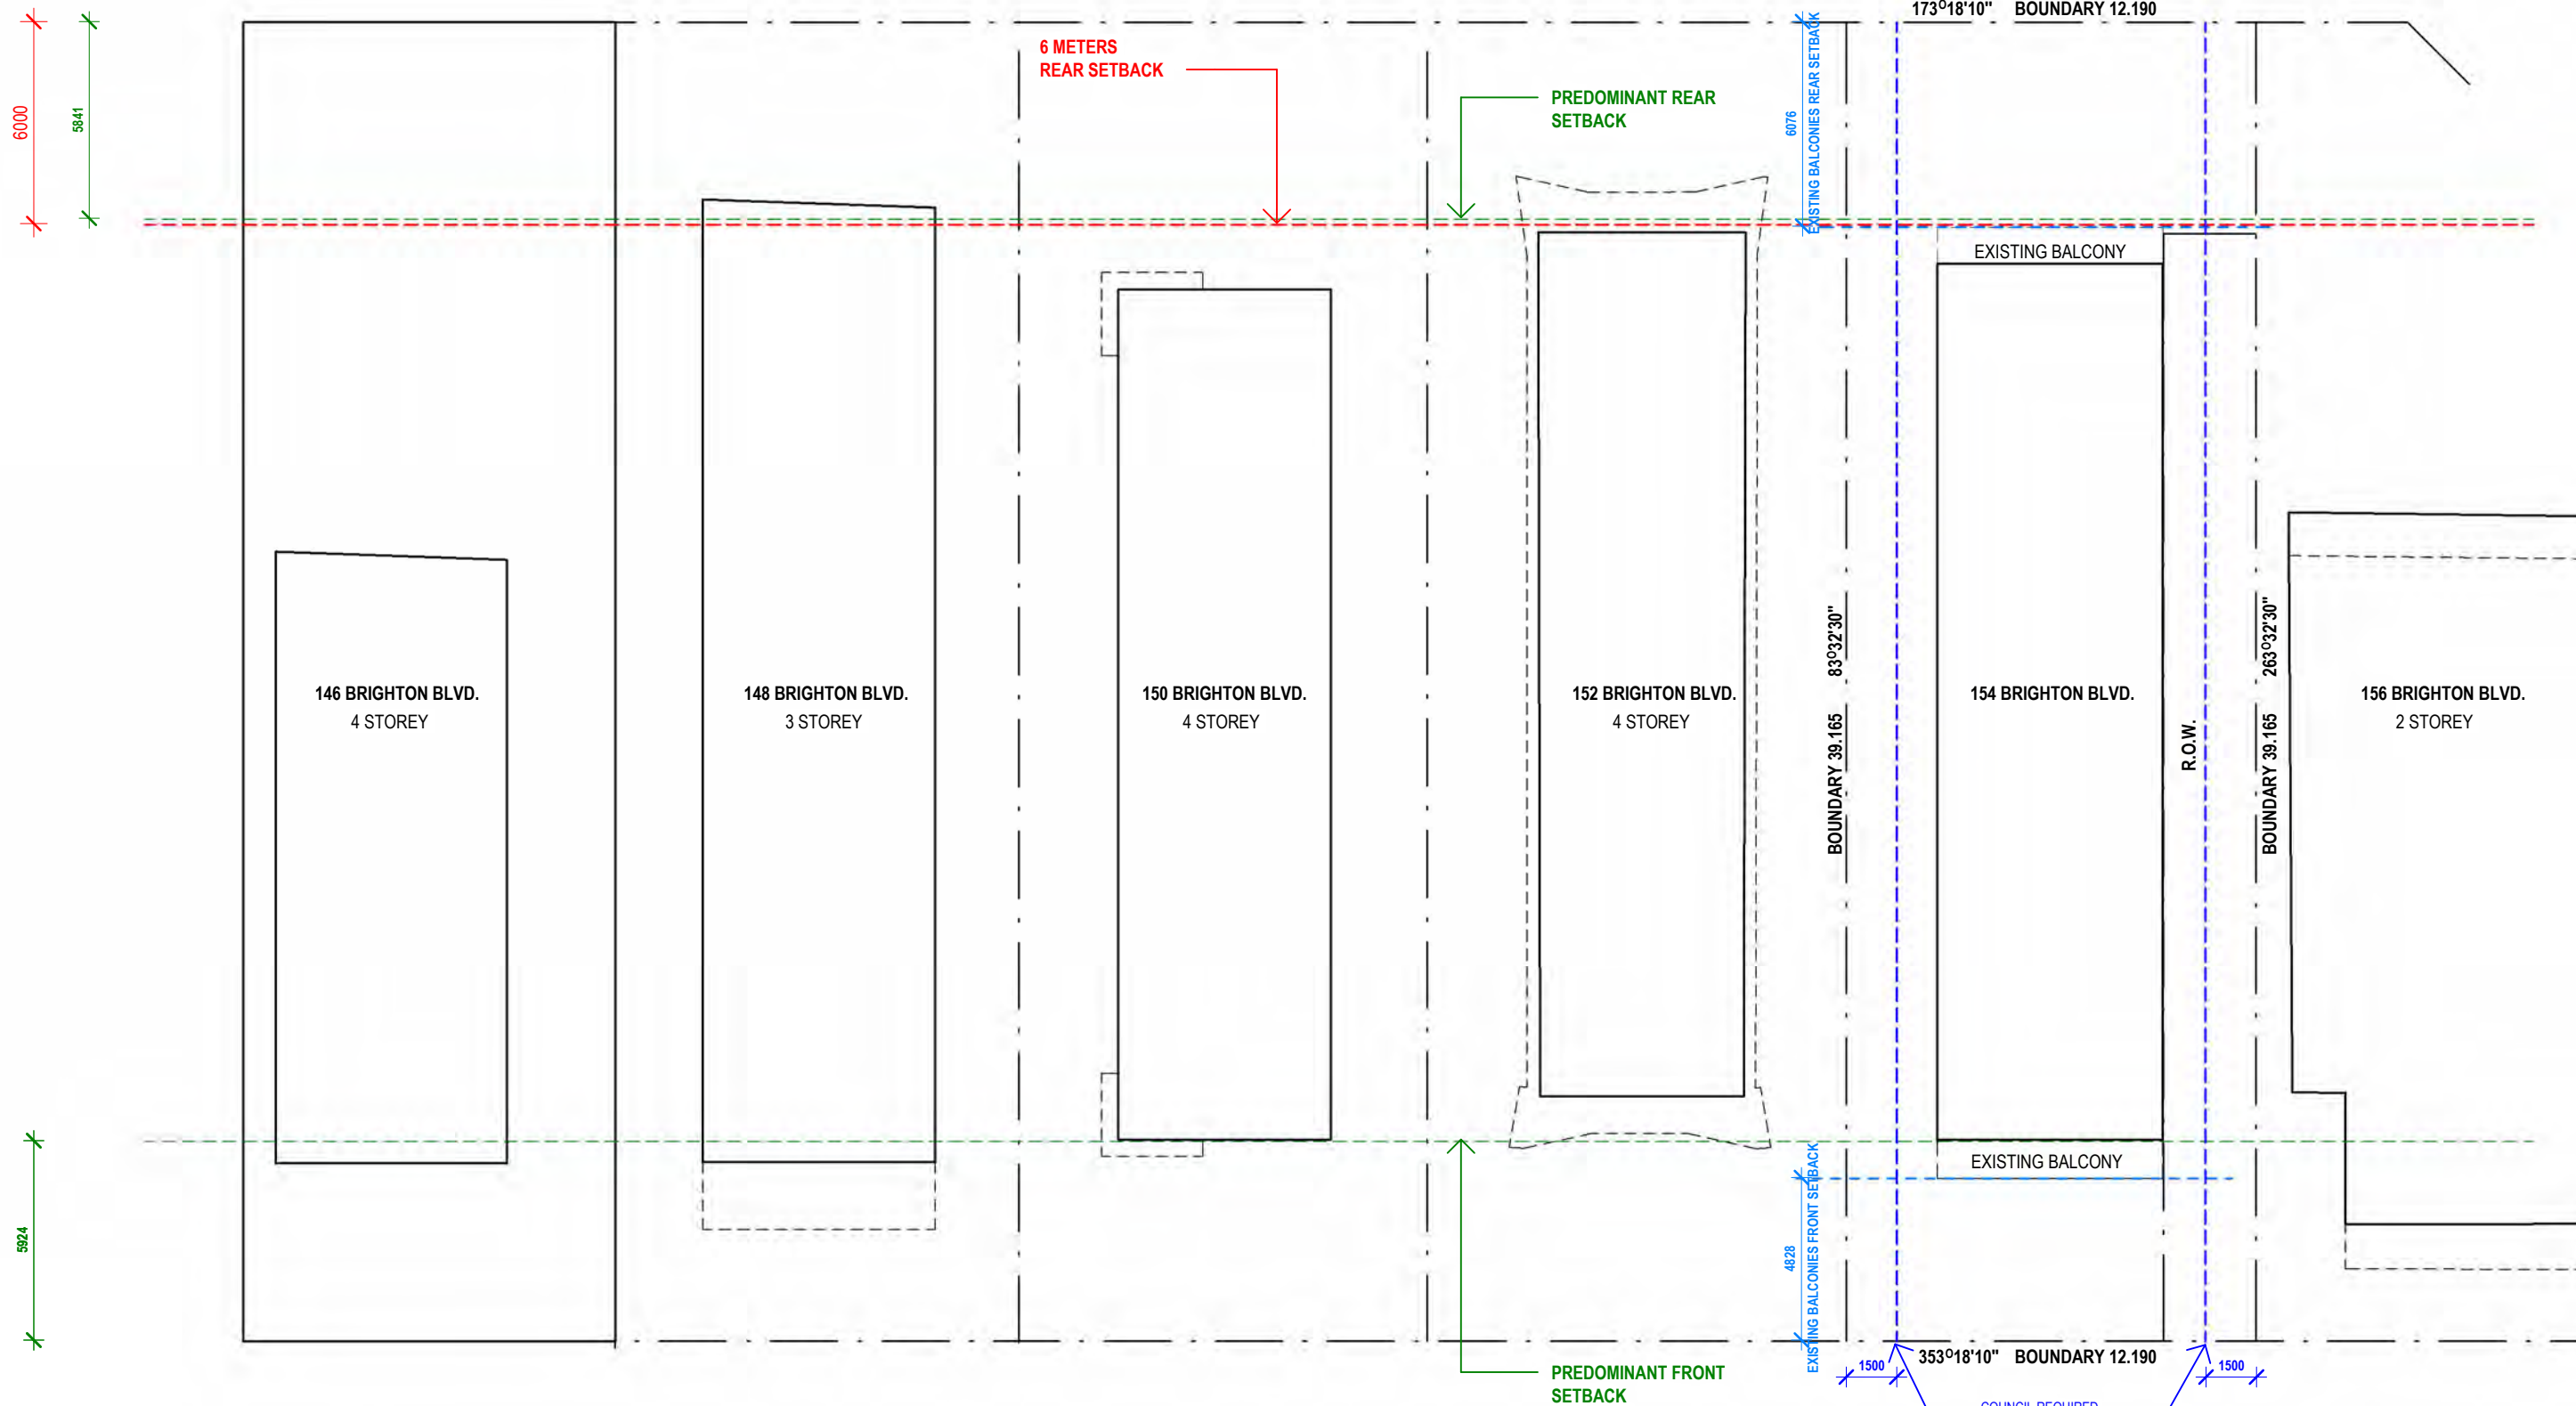 173°18'10" BOUNDARY 12.190
6 METERS
REAR SETBACK
PREDOMINANT REAR
SETBACK
6000
5841
6076
EXISTING BALCONIES REAR SETBACK
EXISTING BALCONY
146 BRIGHTON BLVD.
4 STOREY
148 BRIGHTON BLVD.
3 STOREY
150 BRIGHTON BLVD.
4 STOREY
152 BRIGHTON BLVD.
4 STOREY
BOUNDARY 39.165 83°32'30"
154 BRIGHTON BLVD.
R.O.W.
BOUNDARY 39.165 263°32'30"
156 BRIGHTON BLVD.
2 STOREY
EXISTING BALCONY
5924
4828
EXISTING BALCONIES FRONT SETBACK
PREDOMINANT FRONT
SETBACK
1500
353°18'10" BOUNDARY 12.190
1500
COUNCIL REQUIRED